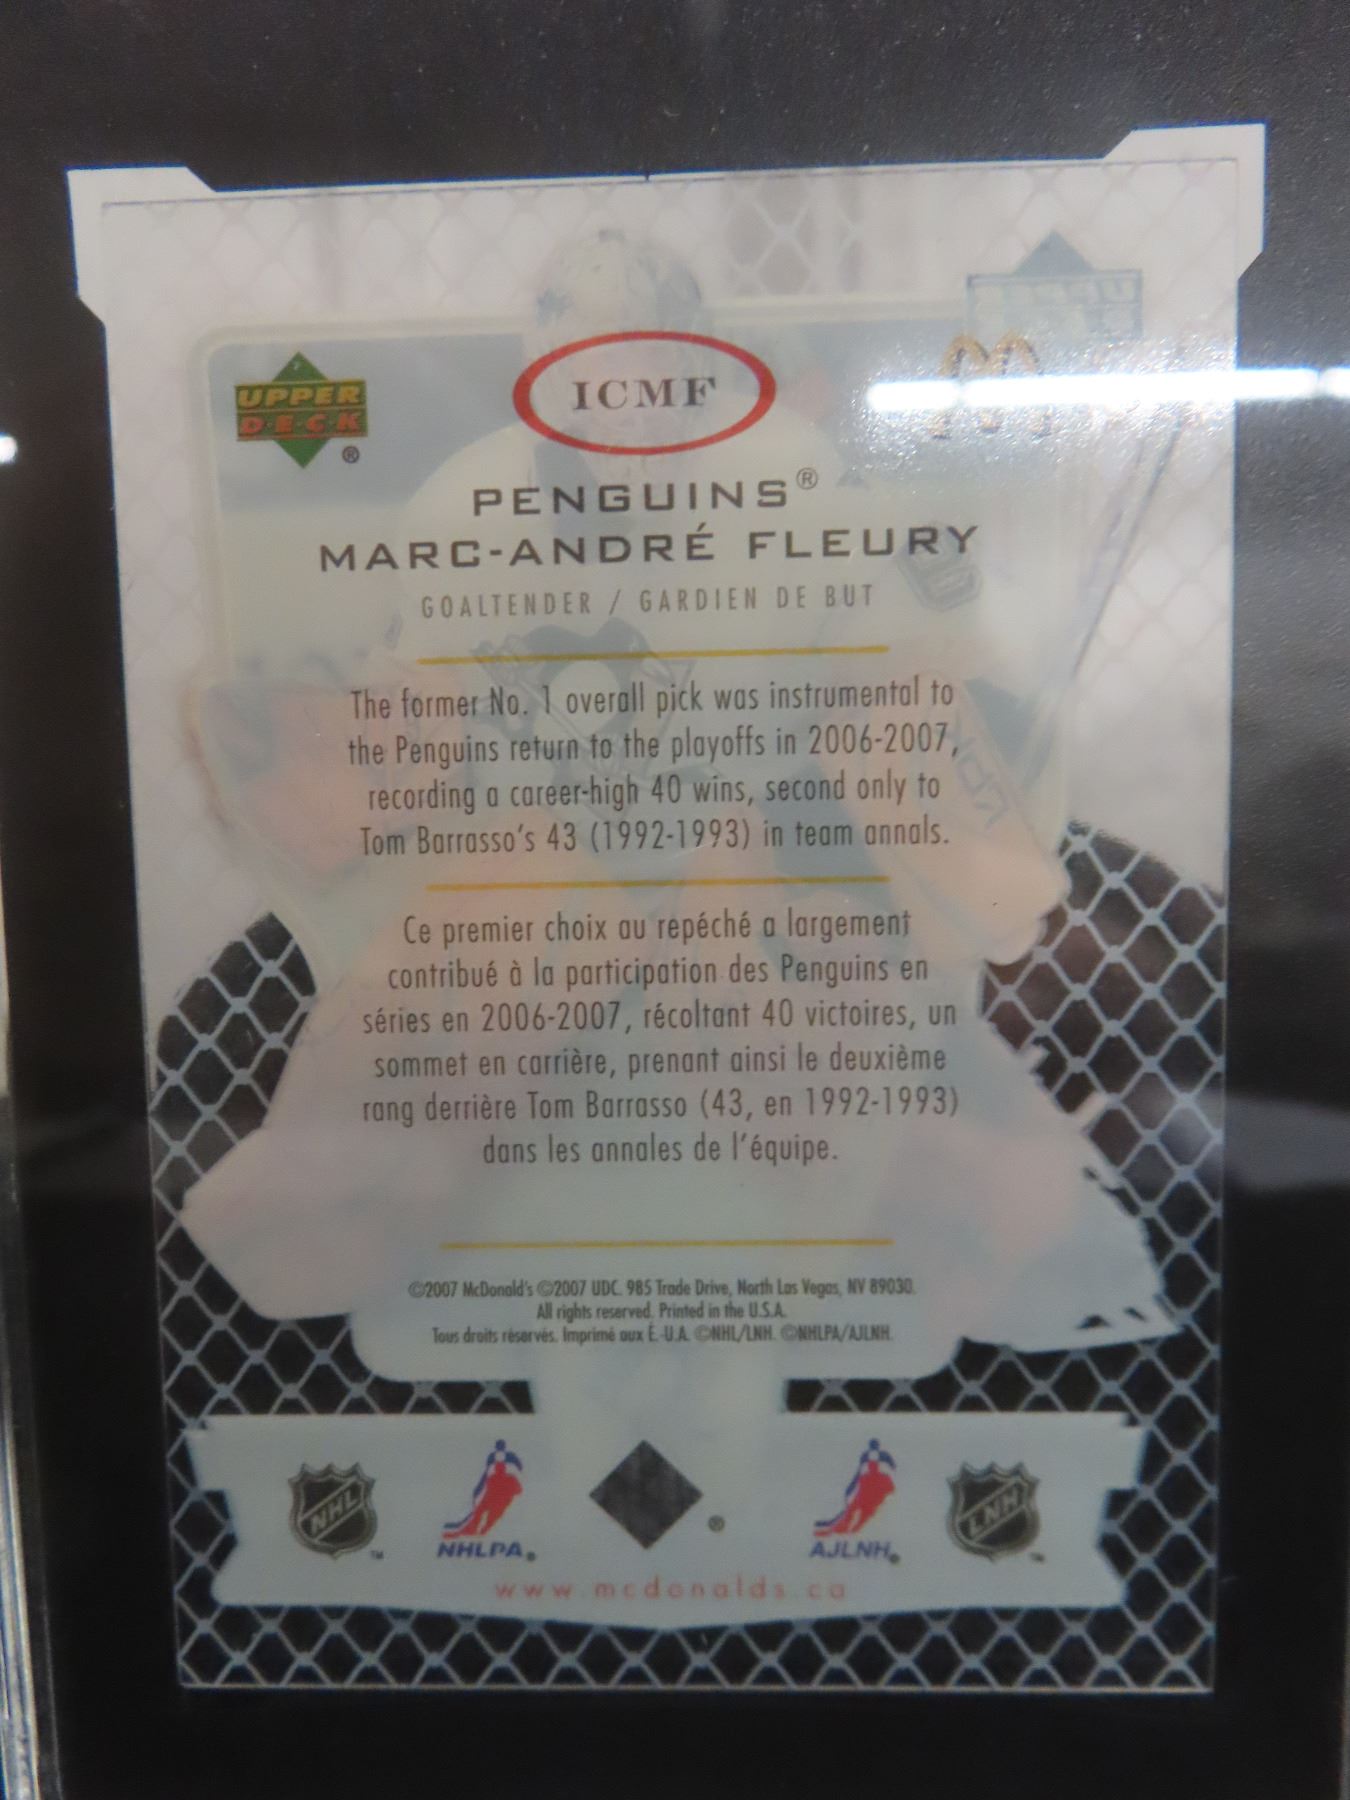 UPPER
DECK®
ICMF
PENGUINS®
MARC-ANDRÉ FLEURY
GOALTENDER / GARDIEN DE BUT
The former No. 1 overall pick was instrumental to
the Penguins return to the playoffs in 2006-2007,
recording a career-high 40 wins, second only to
Tom Barrasso's 43 (1992-1993) in team annals.
Ce premier choix au repéché a largement
contribué à la participation des Penguins en
séries en 2006-2007, récoltant 40 victoires, un
sommet en carrière, prenant ainsi le deuxième
rang derrière Tom Barrasso (43, en 1992-1993)
dans les annales de l'équipe.
©2007 McDonald's ©2007 UDC. 985 Trade Drive, North Las Vegas, NV 89030.
All rights reserved. Printed in the U.S.A.
Tous droits réservés. Imprimé aux É.-U.A. ©NHL/LNH. ©NHLPA/AJLNH.
NHL™ NHLPA® ® AJLNH® LNH™
www.mcdonalds.ca